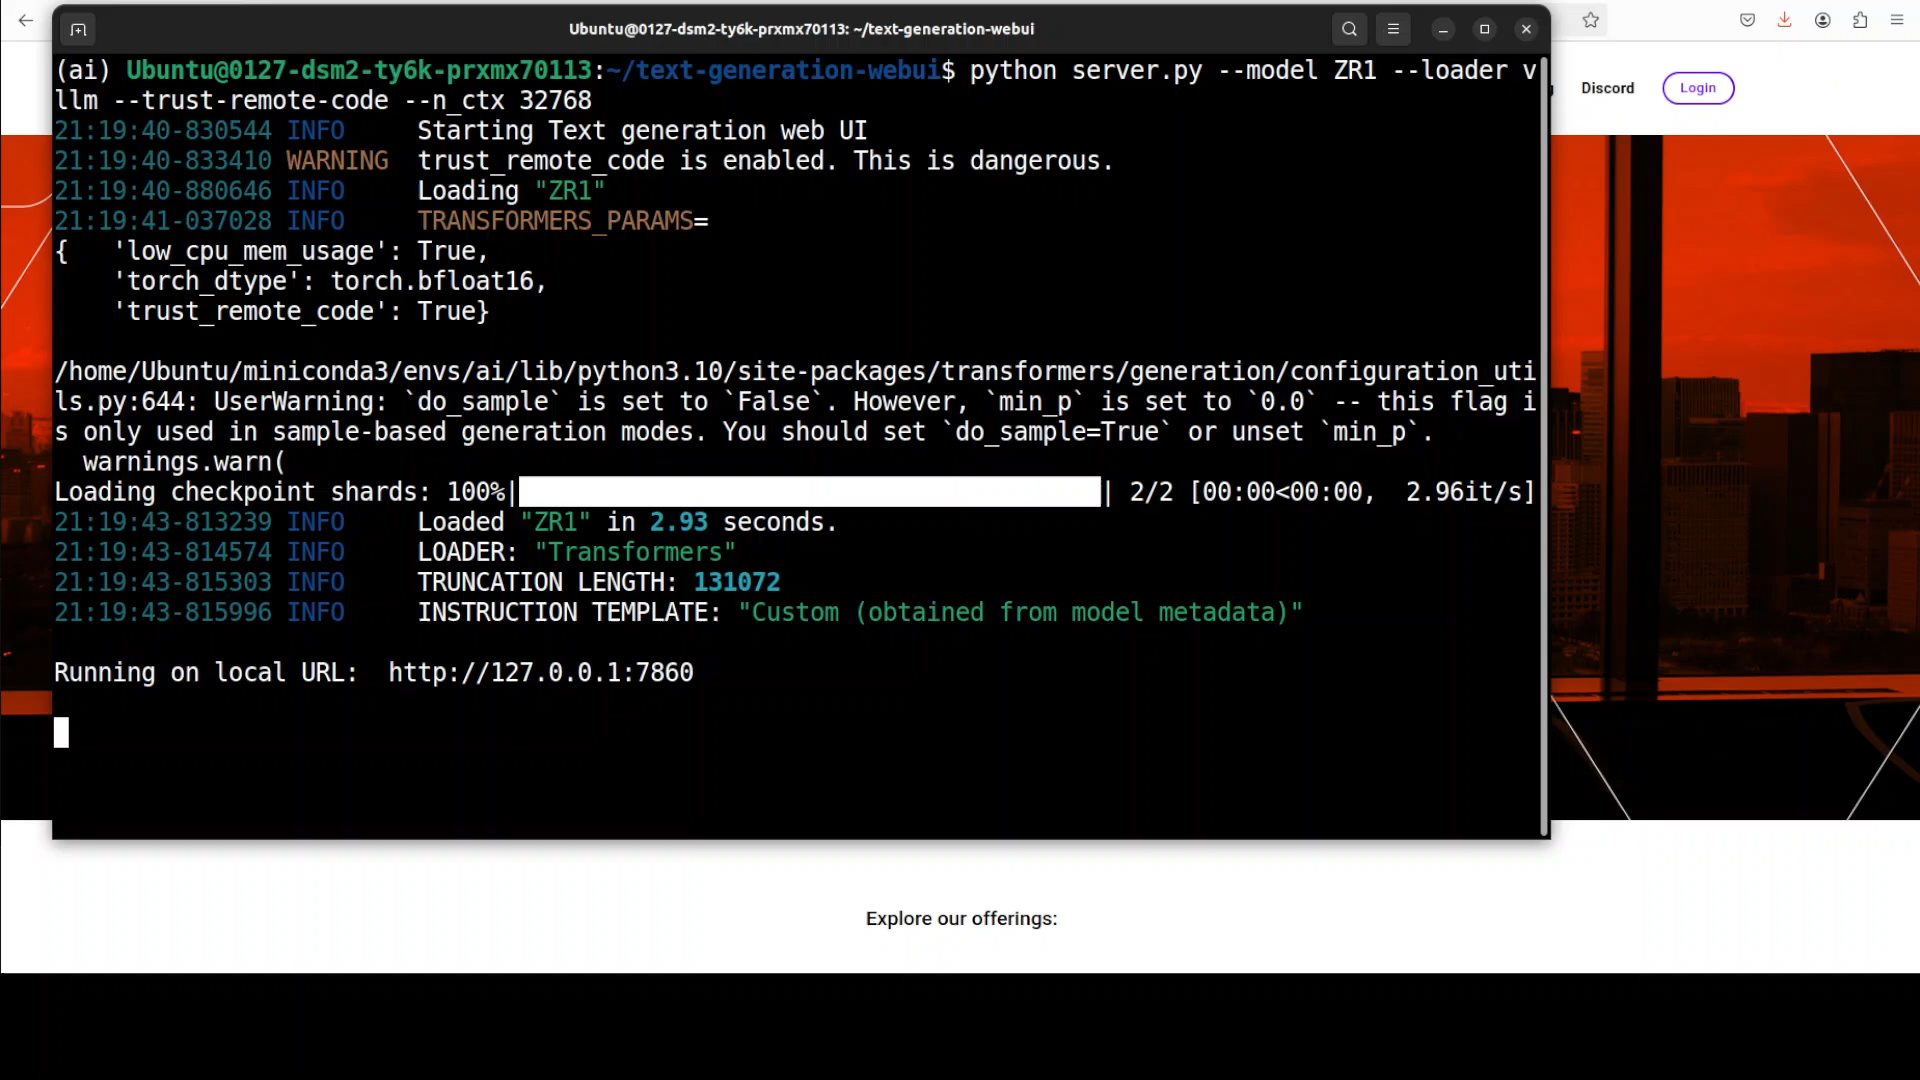 Ubuntu@0127-dsm2-ty6k-prxmx70113: ~/text-generation-webui
(ai) Ubuntu@0127-dsm2-ty6k-prxmx70113:~/text-generation-webui$ python server.py --model ZR1 --loader v
llm --trust-remote-code --n_ctx 32768
21:19:40-830544 INFO     Starting Text generation web UI
21:19:40-833410 WARNING  trust_remote_code is enabled. This is dangerous.
21:19:40-880646 INFO     Loading "ZR1"
21:19:41-037028 INFO     TRANSFORMERS_PARAMS=
{   'low_cpu_mem_usage': True,
    'torch_dtype': torch.bfloat16,
    'trust_remote_code': True}
/home/Ubuntu/miniconda3/envs/ai/lib/python3.10/site-packages/transformers/generation/configuration_uti
ls.py:644: UserWarning: `do_sample` is set to `False`. However, `min_p` is set to `0.0` -- this flag i
s only used in sample-based generation modes. You should set `do_sample=True` or unset `min_p`.
  warnings.warn(
Loading checkpoint shards: 100%| | 2/2 [00:00<00:00,  2.96it/s]
21:19:43-813239 INFO     Loaded "ZR1" in 2.93 seconds.
21:19:43-814574 INFO     LOADER: "Transformers"
21:19:43-815303 INFO     TRUNCATION LENGTH: 131072
21:19:43-815996 INFO     INSTRUCTION TEMPLATE: "Custom (obtained from model metadata)"
Running on local URL:  http://127.0.0.1:7860
Discord
Login
Explore our offerings: